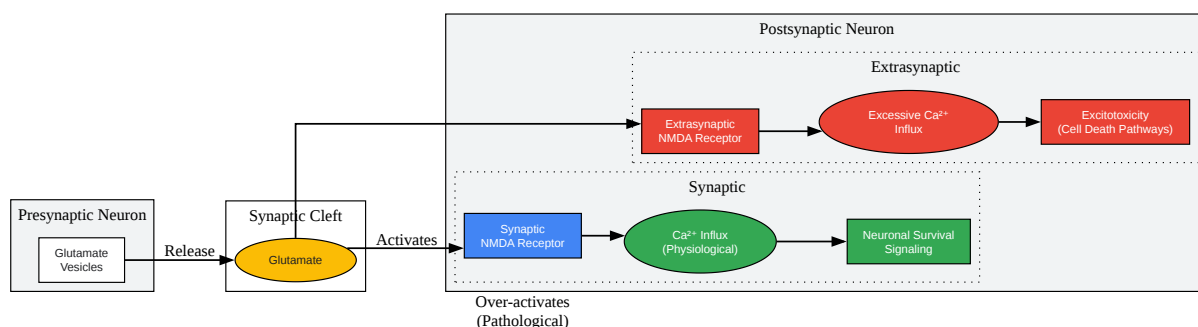 Postsynaptic Neuron
Extrasynaptic
Extrasynaptic
NMDA Receptor
Excessive Ca²⁺
Influx
Excitotoxicity
(Cell Death Pathways)
Synaptic
Presynaptic Neuron
Synaptic Cleft
Glutamate
Vesicles
Release
Glutamate
Activates
Synaptic
NMDA Receptor
Ca²⁺ Influx
(Physiological)
Neuronal Survival
Signaling
Over-activates
(Pathological)